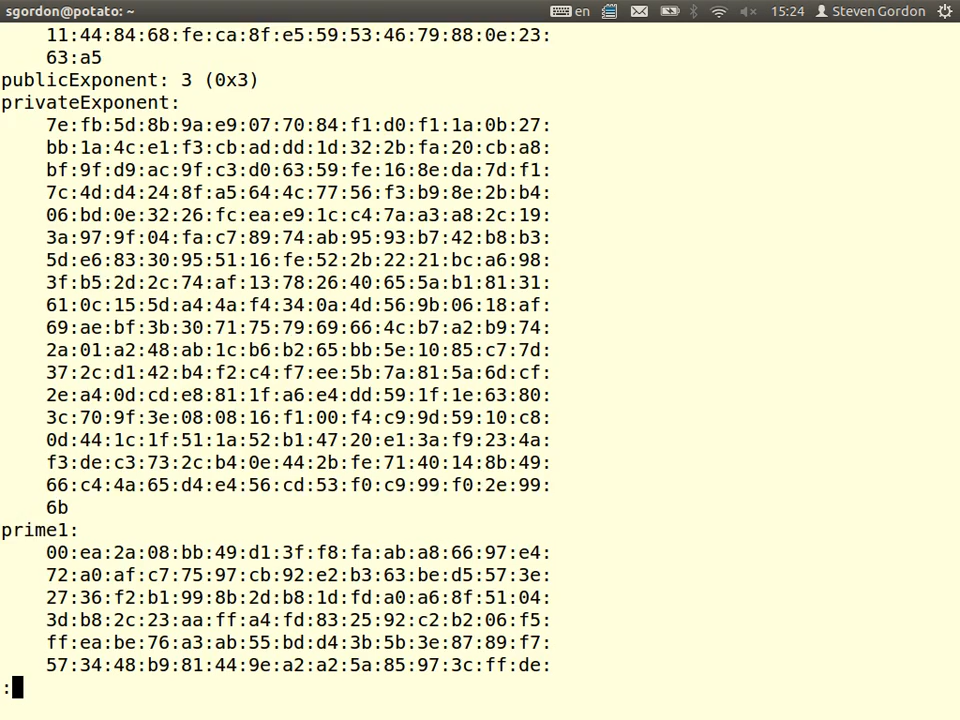 sgordon@potato: ~ en 15:24 Steven Gordon
11:44:84:68:fe:ca:8f:e5:59:53:46:79:88:0e:23:
63:a5
publicExponent: 3 (0x3)
privateExponent:
7e:fb:5d:8b:9a:e9:07:70:84:f1:d0:f1:1a:0b:27:
bb:1a:4c:e1:f3:cb:ad:dd:1d:32:2b:fa:20:cb:a8:
bf:9f:d9:ac:9f:c3:d0:63:59:fe:16:8e:da:7d:f1:
7c:4d:d4:24:8f:a5:64:4c:77:56:f3:b9:8e:2b:b4:
06:bd:0e:32:26:fc:ea:e9:1c:c4:7a:a3:a8:2c:19:
3a:97:9f:04:fa:c7:89:74:ab:95:93:b7:42:b8:b3:
5d:e6:83:30:95:51:16:fe:52:2b:22:21:bc:a6:98:
3f:b5:2d:2c:74:af:13:78:26:40:65:5a:b1:81:31:
61:0c:15:5d:a4:4a:f4:34:0a:4d:56:9b:06:18:af:
69:ae:bf:3b:30:71:75:79:69:66:4c:b7:a2:b9:74:
2a:01:a2:48:ab:1c:b6:b2:65:bb:5e:10:85:c7:7d:
37:2c:d1:42:b4:f2:c4:f7:ee:5b:7a:81:5a:6d:cf:
2e:a4:0d:cd:e8:81:1f:a6:e4:dd:59:1f:1e:63:80:
3c:70:9f:3e:08:08:16:f1:00:f4:c9:9d:59:10:c8:
0d:44:1c:1f:51:1a:52:b1:47:20:e1:3a:f9:23:4a:
f3:de:c3:73:2c:b4:0e:44:2b:fe:71:40:14:8b:49:
66:c4:4a:65:d4:e4:56:cd:53:f0:c9:99:f0:2e:99:
6b
prime1:
00:ea:2a:08:bb:49:d1:3f:f8:fa:ab:a8:66:97:e4:
72:a0:af:c7:75:97:cb:92:e2:b3:63:be:d5:57:3e:
27:36:f2:b1:99:8b:2d:b8:1d:fd:a0:a6:8f:51:04:
3d:b8:2c:23:aa:ff:a4:fd:83:25:92:c2:b2:06:f5:
ff:ea:be:76:a3:ab:55:bd:d4:3b:5b:3e:87:89:f7:
57:34:48:b9:81:44:9e:a2:a2:5a:85:97:3c:ff:de:
: